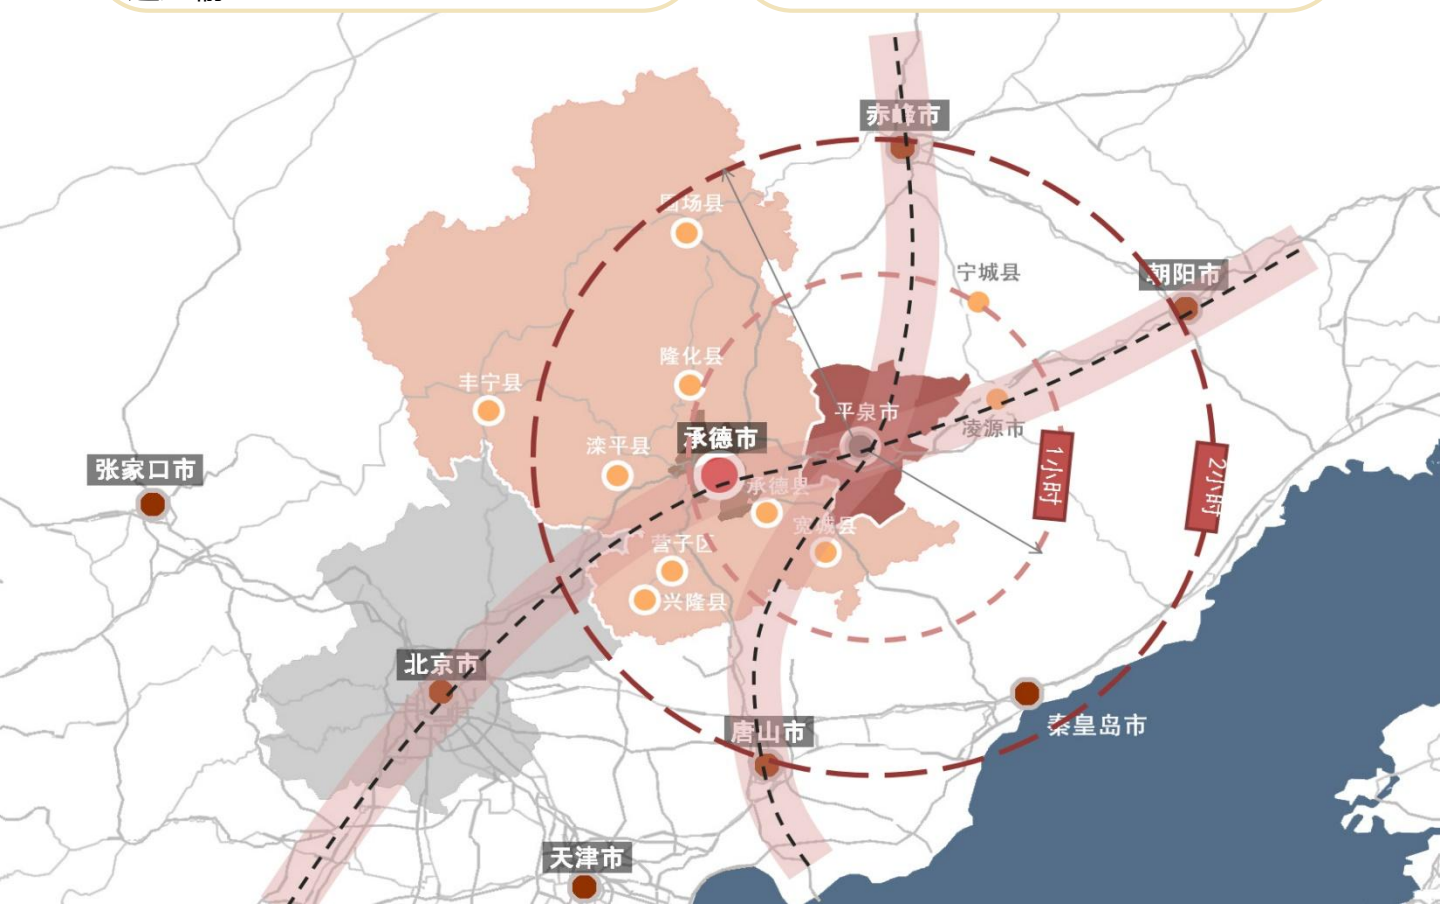 赤峰市
围场县
宁城县
朝阳市
隆化县
丰宁县
平泉市
凌源市
承德市
滦平县
1小时
2小时
张家口市
承德县
宽城县
营子区
兴隆县
北京市
秦皇岛市
唐山市
天津市